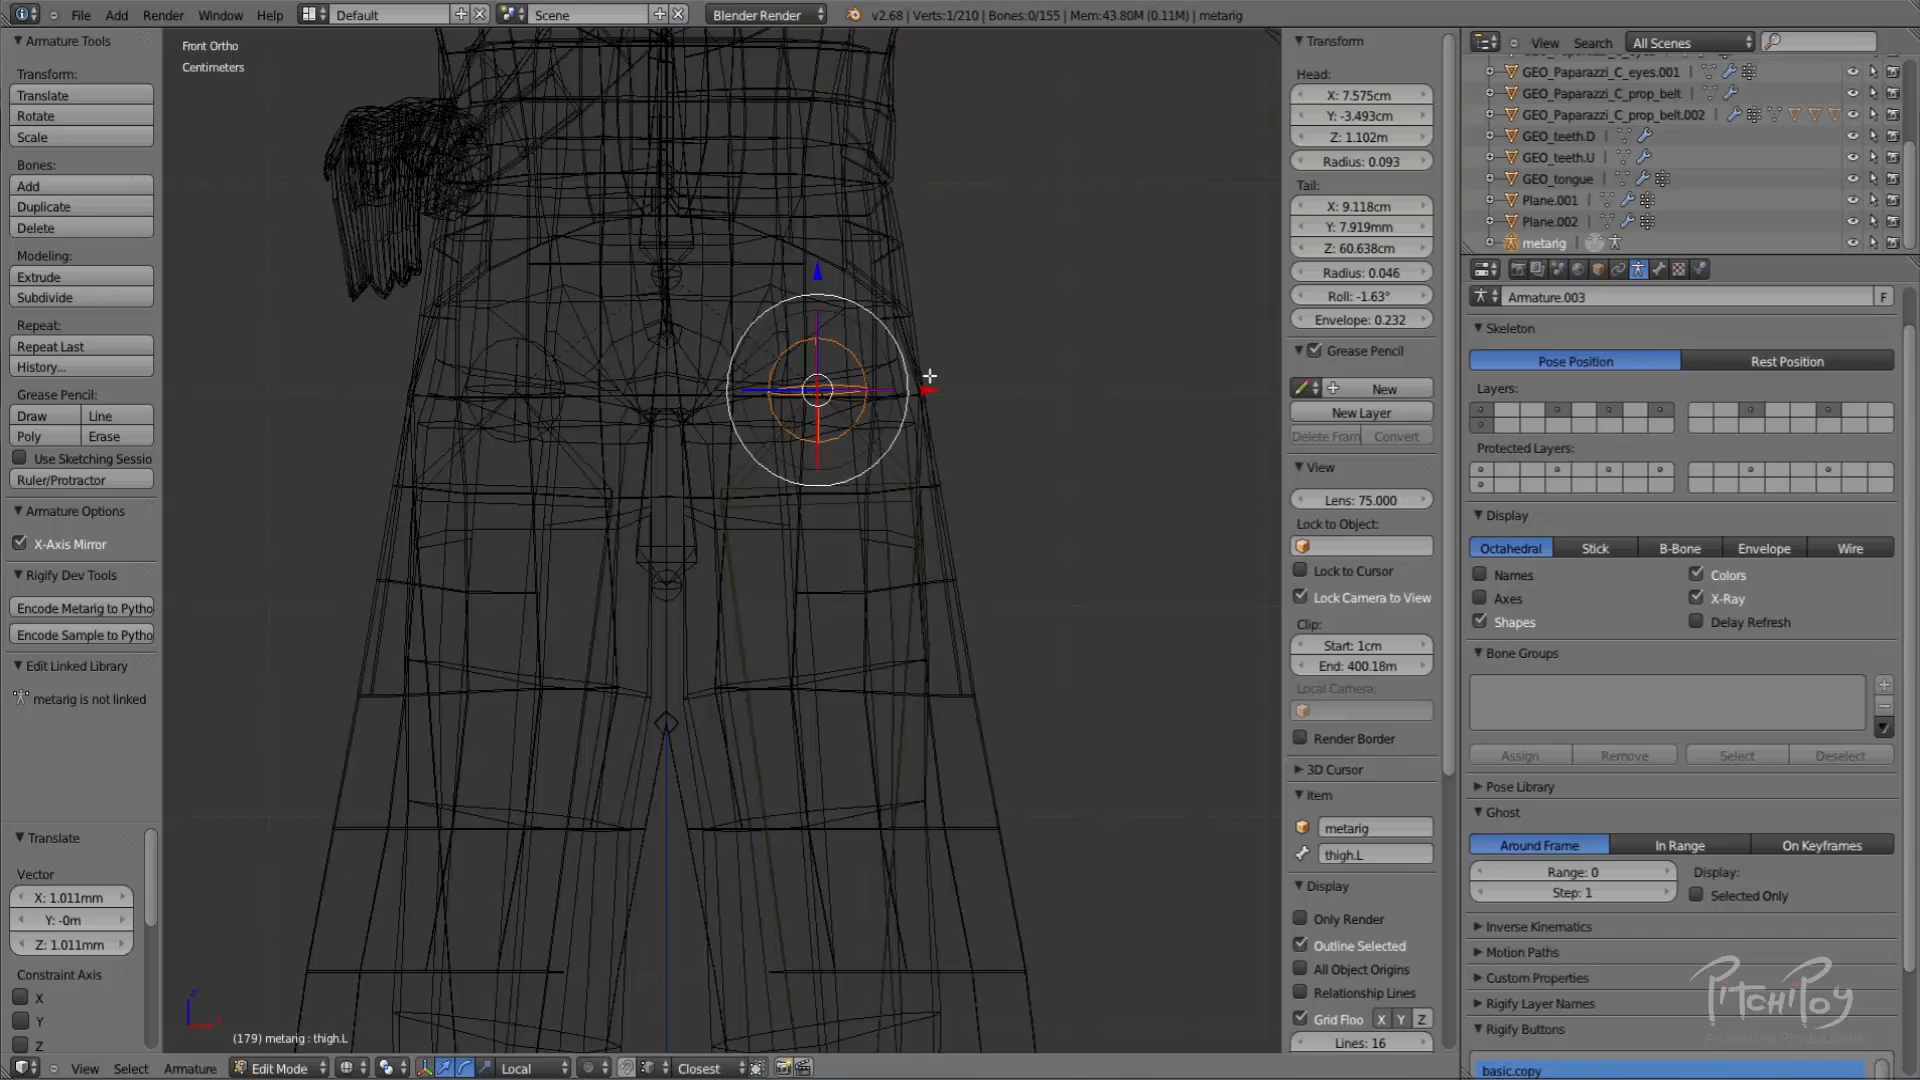 File Add Render Window Help Default Scene Blender Render v2.68 | Verts:1/210 | Bones:0/155 | Mem:43.80M (0.11M) | metarig
Armature Tools
Transform:
Translate
Rotate
Scale
Bones:
Add
Duplicate
Delete
Modeling:
Extrude
Subdivide
Repeat:
Repeat Last
History...
Grease Pencil:
Draw Line
Poly Erase
Use Sketching Sessio
Ruler/Protractor
Armature Options
X-Axis Mirror
Rigify Dev Tools
Encode Metarig to Pytho
Encode Sample to Pytho
Edit Linked Library
metarig is not linked
Translate
Vector
X: 1.011mm
Y: -0m
Z: 1.011mm
Constraint Axis
X
Y
Z
Front Ortho
Centimeters
(179) metarig : thigh.L
View Select Armature Edit Mode Local Closest
Transform
Head:
X: 7.575cm
Y: -3.493cm
Z: 1.102m
Radius: 0.093
Tail:
X: 9.118cm
Y: 7.919mm
Z: 60.638cm
Radius: 0.046
Roll: -1.63°
Envelope: 0.232
Grease Pencil
New
New Layer
Delete Fram Convert
View
Lens: 75.000
Lock to Object:
Lock to Cursor
Lock Camera to View
Clip:
Start: 1cm
End: 400.18m
Local Camera:
Render Border
3D Cursor
Item
metarig
thigh.L
Display
Only Render
Outline Selected
All Object Origins
Relationship Lines
Grid Floo X Y Z
Lines: 16
View Search All Scenes
GEO_Paparazzi_C_eyes.001
GEO_Paparazzi_C_prop_belt
GEO_Paparazzi_C_prop_belt.002
GEO_teeth.D
GEO_teeth.U
GEO_tongue
Plane.001
Plane.002
metarig
Armature.003 F
Skeleton
Pose Position Rest Position
Layers:
Protected Layers:
Display
Octahedral Stick B-Bone Envelope Wire
Names Colors
Axes X-Ray
Shapes Delay Refresh
Bone Groups
Assign Remove Select Deselect
Pose Library
Ghost
Around Frame In Range On Keyframes
Range: 0 Display:
Step: 1 Selected Only
Inverse Kinematics
Motion Paths
Custom Properties
Rigify Layer Names
Rigify Buttons
basic.copy
PitchiPoy